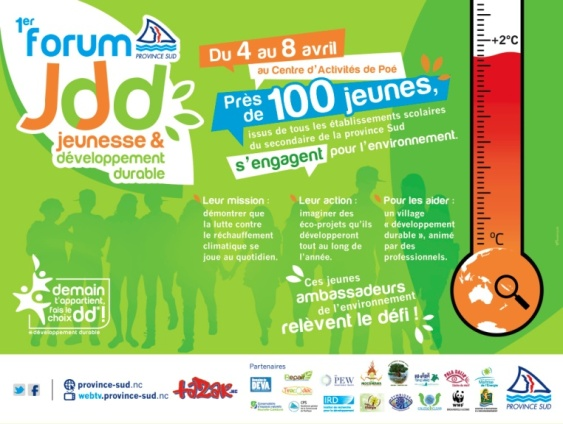 1er
forum
PROVINCE SUD
Jdd
jeunesse &
développement
durable
Du 4 au 8 avril
au Centre d'Activités de Poé
Près de 100 jeunes,
issus de tous les établissements scolaires
du secondaire de la province Sud
s'engagent pour l'environnement.
Leur mission :
démontrer que
la lutte contre
le réchauffement
climatique se
joue au quotidien.
Leur action :
imaginer des
éco-projets qu'ils
développeront
tout au long de
l'année.
Pour les aider :
un village
« développement
durable », animé
par des
professionnels.
Ces jeunes
ambassadeurs
de l'environnement
relèvent le défi !
+2°C
°C
demain
t'appartient,
fais le
choix dd !
développement durable
province-sud.nc
webtv.province-sud.nc
tazar
Partenaires
DEVA
Repair
PEW
IRD
WWF
PROVINCE SUD